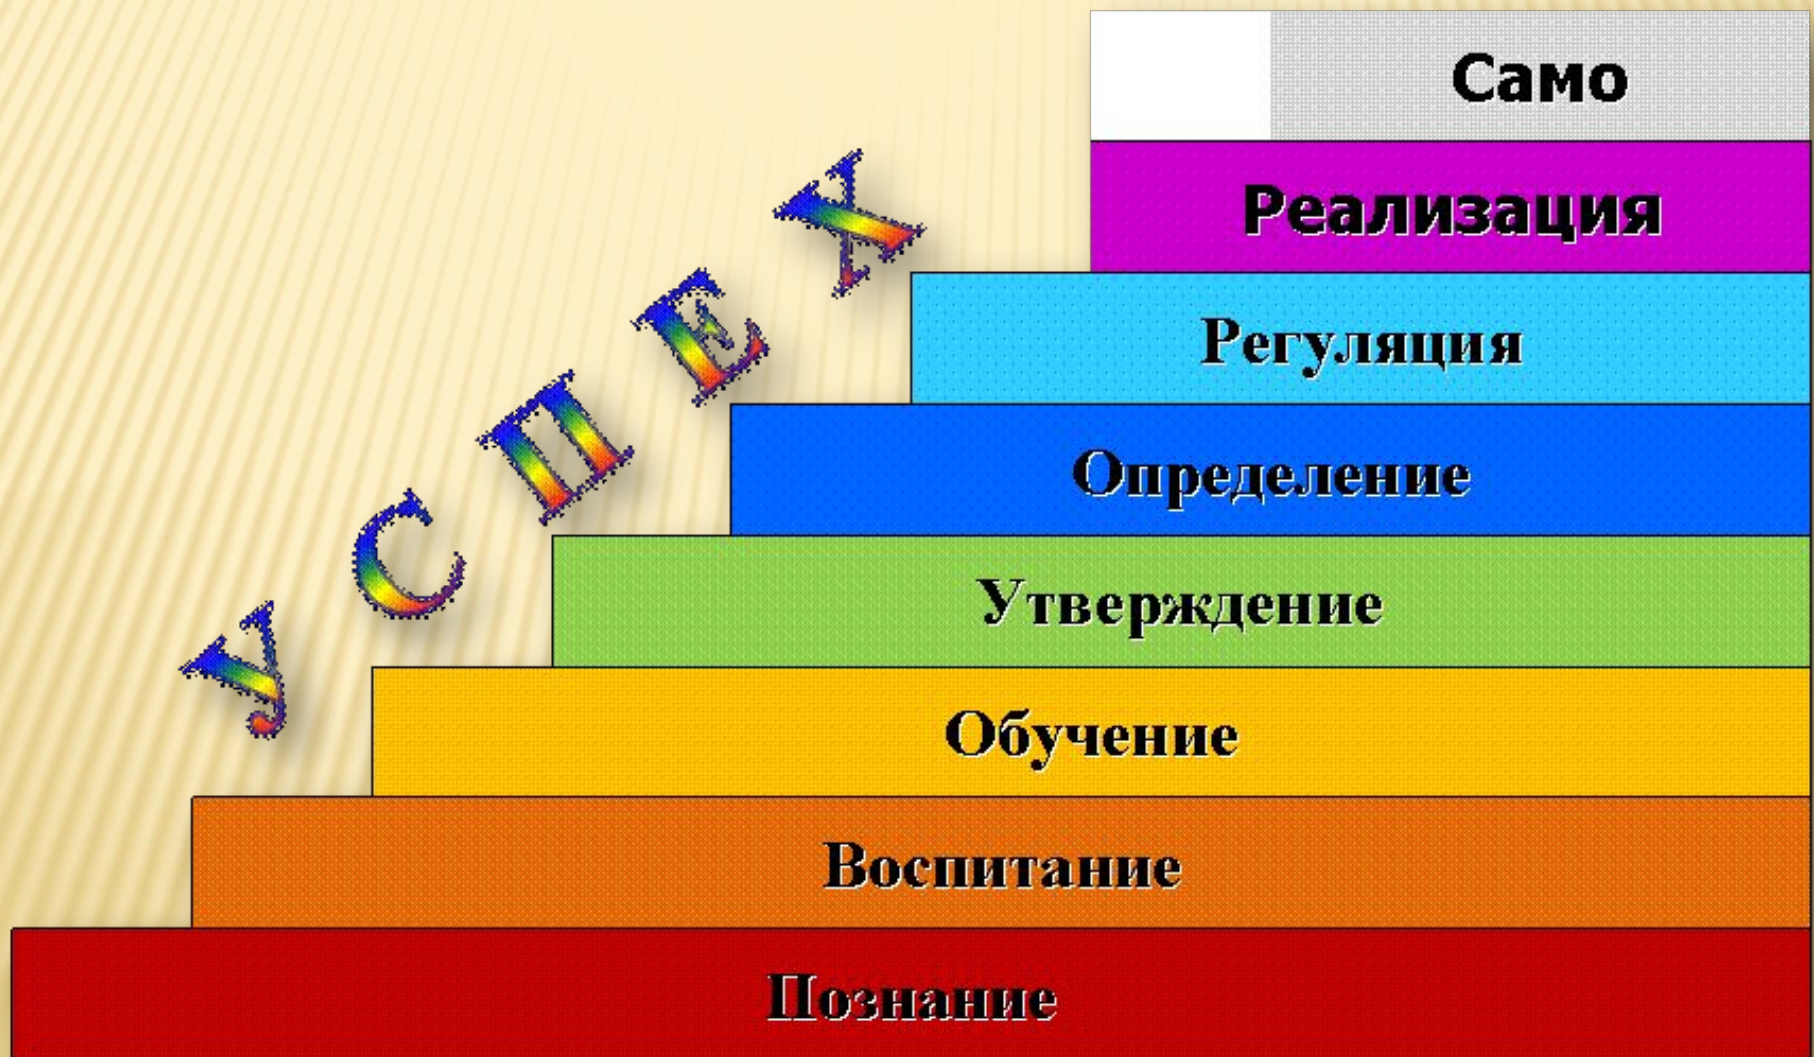 Само
Реализация
УСПЕХ
Регуляция
Определение
Утверждение
Обучение
Воспитание
Познание